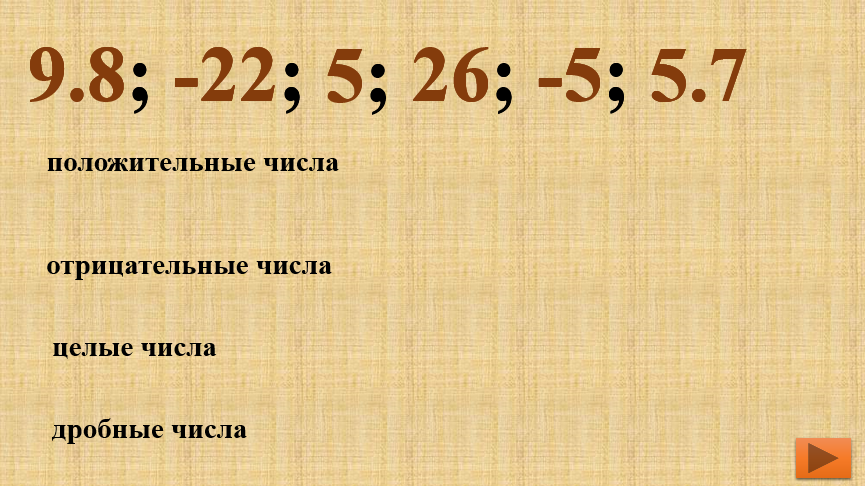 9.8; -22; 5; 26; -5; 5.7
положительные числа
отрицательные числа
целые числа
дробные числа